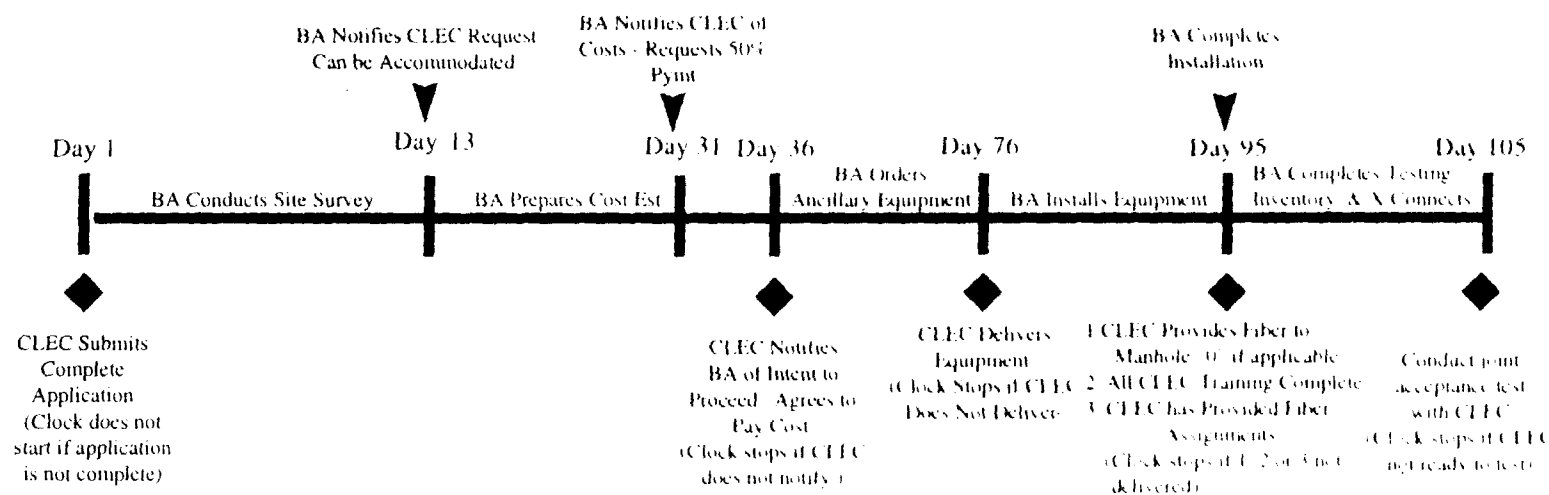 BA Notifies CLEC Request
Can be Accommodated
BA Notifies CLEC of
Costs - Requests 50%
Pymt
BA Completes
Installation
Day 1
Day 13
Day 31
Day 36
Day 76
Day 95
Day 105
BA Conducts Site Survey
BA Prepares Cost Est
BA Orders
Ancillary Equipment
BA Installs Equipment
BA Completes Testing
Inventory & X Connects
CLEC Submits
Complete
Application
(Clock does not
start if application
is not complete)
CLEC Notifies
BA of Intent to
Proceed Agrees to
Pay Cost
(Clock stops if CLEC
does not notify )
CLEC Delivers
Equipment
(Clock Stops if CLEC
Does Not Deliver
1 CLEC Provides Fiber to
Manhole if applicable
2 All CLEC Training Complete
3 CLEC has Provided Fiber
Assignments
(Clock stops if 1, 2 or 3 not
delivered)
Conduct joint
acceptance test
with CLEC
(Clock stops if CLEC
not ready to test)